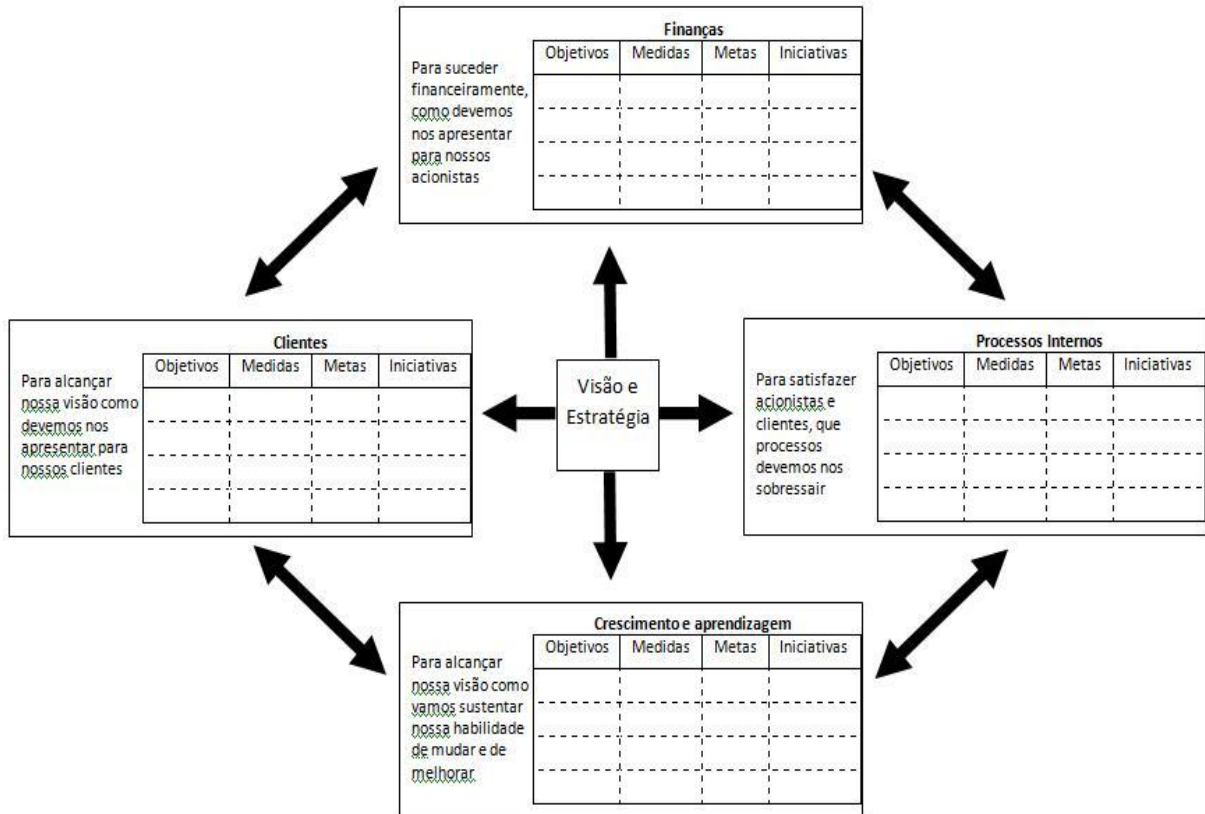 Finanças
Objetivos Medidas Metas Iniciativas
Para suceder
financeiramente,
como devemos
nos apresentar
para nossos
acionistas
Clientes
Objetivos Medidas Metas Iniciativas
Para alcançar
nossa visão como
devemos nos
apresentar para
nossos clientes
Visão e
Estratégia
Processos Internos
Objetivos Medidas Metas Iniciativas
Para satisfazer
acionistas e
clientes, que
processos
devemos nos
sobressair
Crescimento e aprendizagem
Objetivos Medidas Metas Iniciativas
Para alcançar
nossa visão como
vamos sustentar
nossa habilidade
de mudar e de
melhorar